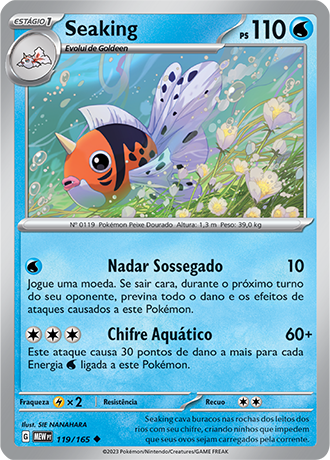 ESTÁGIO 1
Seaking
PS 110
Evolui de Goldeen
Nº 0119 Pokémon Peixe Dourado Altura: 1,3 m Peso: 39,0 kg
Nadar Sossegado 10
Jogue uma moeda. Se sair cara, durante o próximo turno
do seu oponente, previna todo o dano e os efeitos de
ataques causados a este Pokémon.
Chifre Aquático 60+
Este ataque causa 30 pontos de dano a mais para cada
Energia ligada a este Pokémon.
Fraqueza ×2 Resistência Recuo
Ilust. SIE NANAHARA
G MEW PT 119/165
Seaking cava buracos nas rochas dos leitos dos
rios com seu chifre, criando ninhos que impedem
que seus ovos sejam carregados pela correnteza.
©2023 Pokémon/Nintendo/Creatures/GAME FREAK